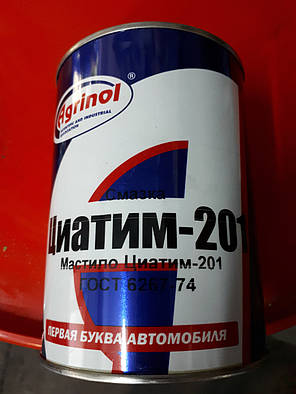 Agrinol®
Смазка
Циатим-201
Мастило Циатим-201
ГОСТ 6267-74
ПЕРВАЯ БУКВА АВТОМОБИЛЯ